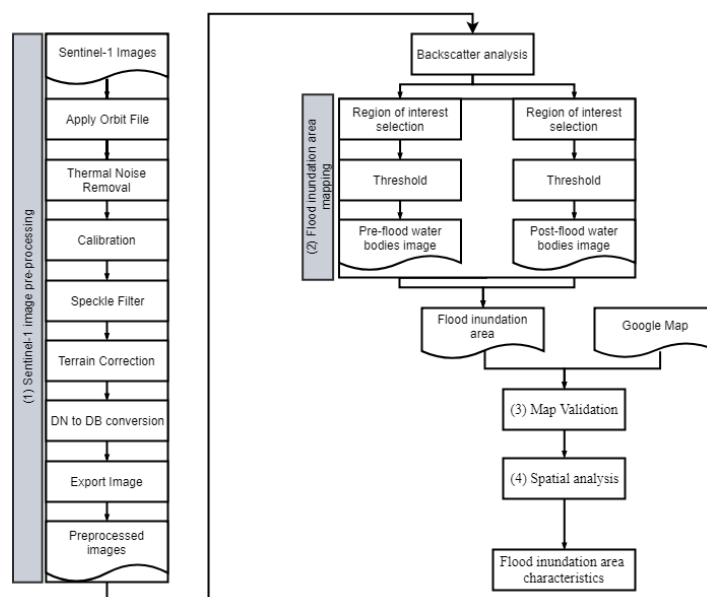 (1) Sentinel-1 image pre-processing
Sentinel-1 Images
Apply Orbit File
Thermal Noise
Removal
Calibration
Speckle Filter
Terrain Correction
DN to DB conversion
Export Image
Preprocessed
images
Backscatter analysis
(2) Flood inundation area
mapping
Region of interest
selection
Region of interest
selection
Threshold
Threshold
Pre-flood water
bodies image
Post-flood water
bodies image
Flood inundation
area
Google Map
(3) Map Validation
(4) Spatial analysis
Flood inundation area
characteristics